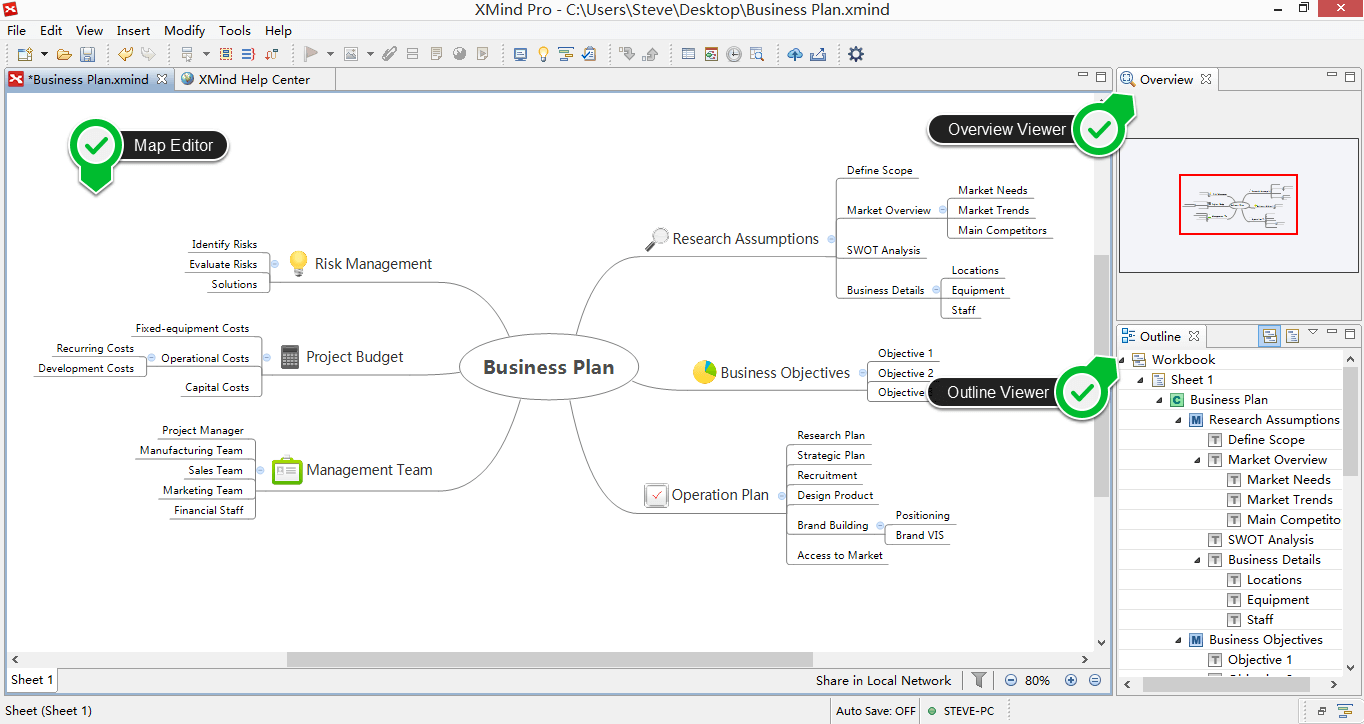 XMind Pro - C:\Users\Steve\Desktop\Business Plan.xmind
File Edit View Insert Modify Tools Help
*Business Plan.xmind
XMind Help Center
Map Editor
Identify Risks
Evaluate Risks
Solutions
Risk Management
Fixed-equipment Costs
Recurring Costs
Development Costs
Operational Costs
Capital Costs
Project Budget
Project Manager
Manufacturing Team
Sales Team
Marketing Team
Financial Staff
Management Team
Business Plan
Research Assumptions
Define Scope
Market Overview
Market Needs
Market Trends
Main Competitors
SWOT Analysis
Business Details
Locations
Equipment
Staff
Business Objectives
Objective 1
Objective 2
Objective
Operation Plan
Research Plan
Strategic Plan
Recruitment
Design Product
Brand Building
Positioning
Brand VIS
Access to Market
Overview Viewer
Outline Viewer
Overview
Outline
Workbook
Sheet 1
C Business Plan
M Research Assumptions
T Define Scope
T Market Overview
T Market Needs
T Market Trends
T Main Competito
T SWOT Analysis
T Business Details
T Locations
T Equipment
T Staff
M Business Objectives
T Objective 1
Sheet 1
Share in Local Network
80%
Sheet (Sheet 1)
Auto Save: OFF
STEVE-PC